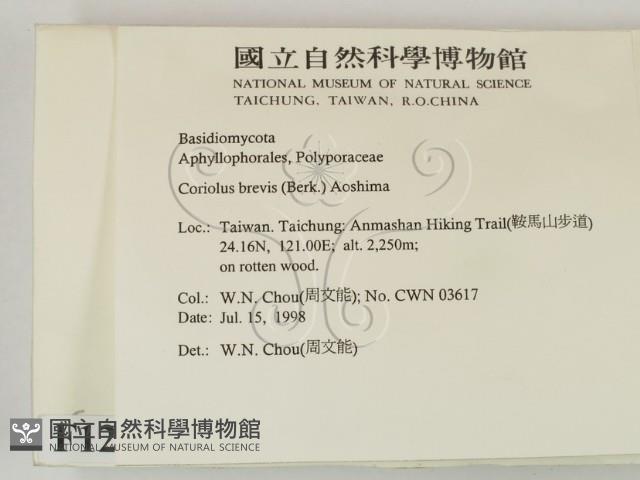 國立自然科學博物館
NATIONAL MUSEUM OF NATURAL SCIENCE
TAICHUNG, TAIWAN, R.O.CHINA
Basidiomycota
Aphyllophorales, Polyporaceae
Coriolus brevis (Berk.) Aoshima
Loc.: Taiwan. Taichung: Anmashan Hiking Trail(鞍馬山步道)
24.16N, 121.00E; alt. 2,250m;
on rotten wood.
Col.: W.N. Chou(周文能); No. CWN 03617
Date: Jul. 15, 1998
Det.: W.N. Chou(周文能)
F12
國立自然科學博物館
NATIONAL MUSEUM OF NATURAL SCIENCE